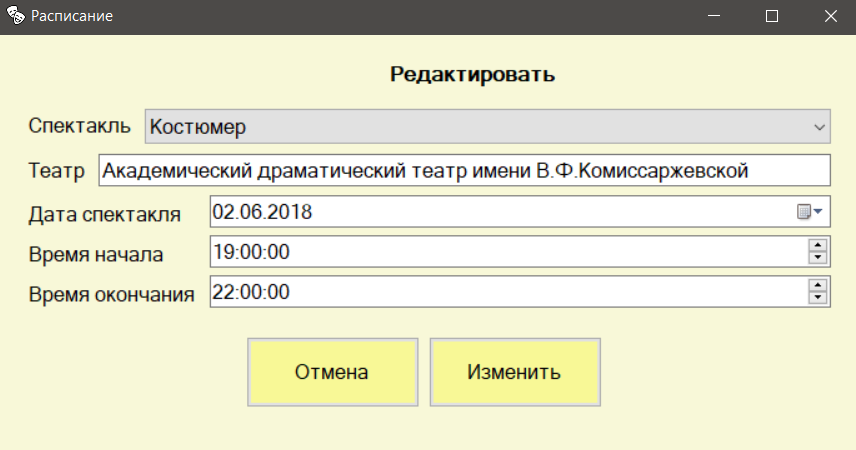 Расписание
Редактировать
Спектакль Костюмер
Театр Академический драматический театр имени В.Ф.Комиссаржевской
Дата спектакля 02.06.2018
Время начала 19:00:00
Время окончания 22:00:00
Отмена Изменить